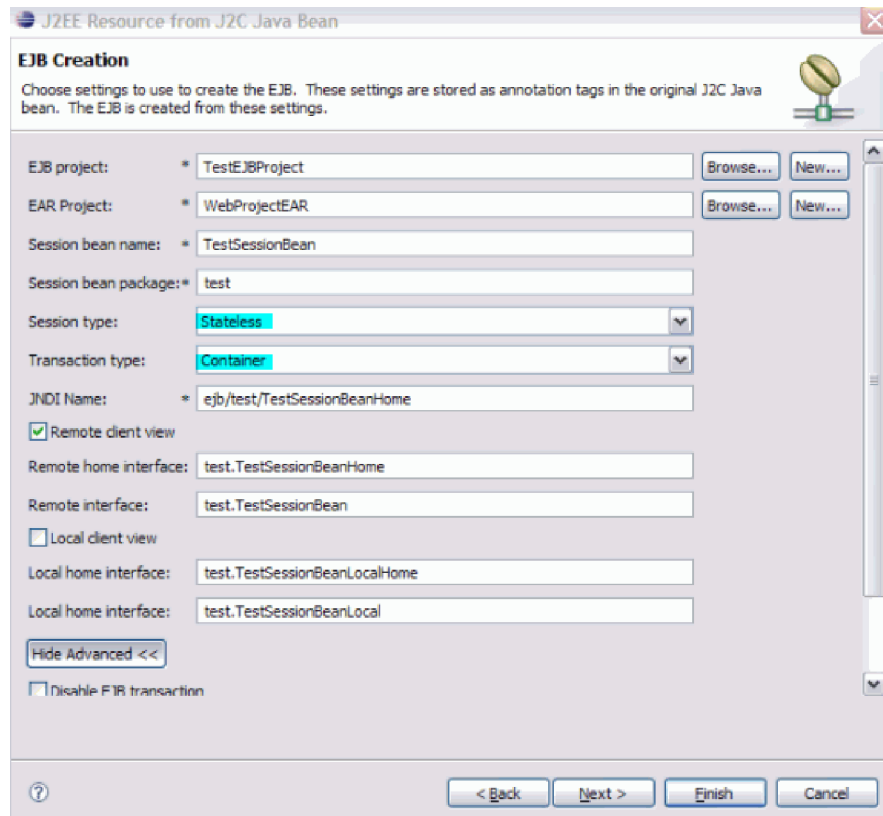 J2EE Resource from J2C Java Bean
EJB Creation
Choose settings to use to create the EJB. These settings are stored as annotation tags in the original J2C Java
bean. The EJB is created from these settings.
EJB project: * TestEJBProject Browse... New...
EAR Project: * WebProjectEAR Browse... New...
Session bean name: * TestSessionBean
Session bean package:* test
Session type: Stateless
Transaction type: Container
JNDI Name: * ejb/test/TestSessionBeanHome
Remote client view
Remote home interface: test.TestSessionBeanHome
Remote interface: test.TestSessionBean
Local client view
Local home interface: test.TestSessionBeanLocalHome
Local home interface: test.TestSessionBeanLocal
Hide Advanced <<
Disable EJB transaction
? < Back Next > Finish Cancel